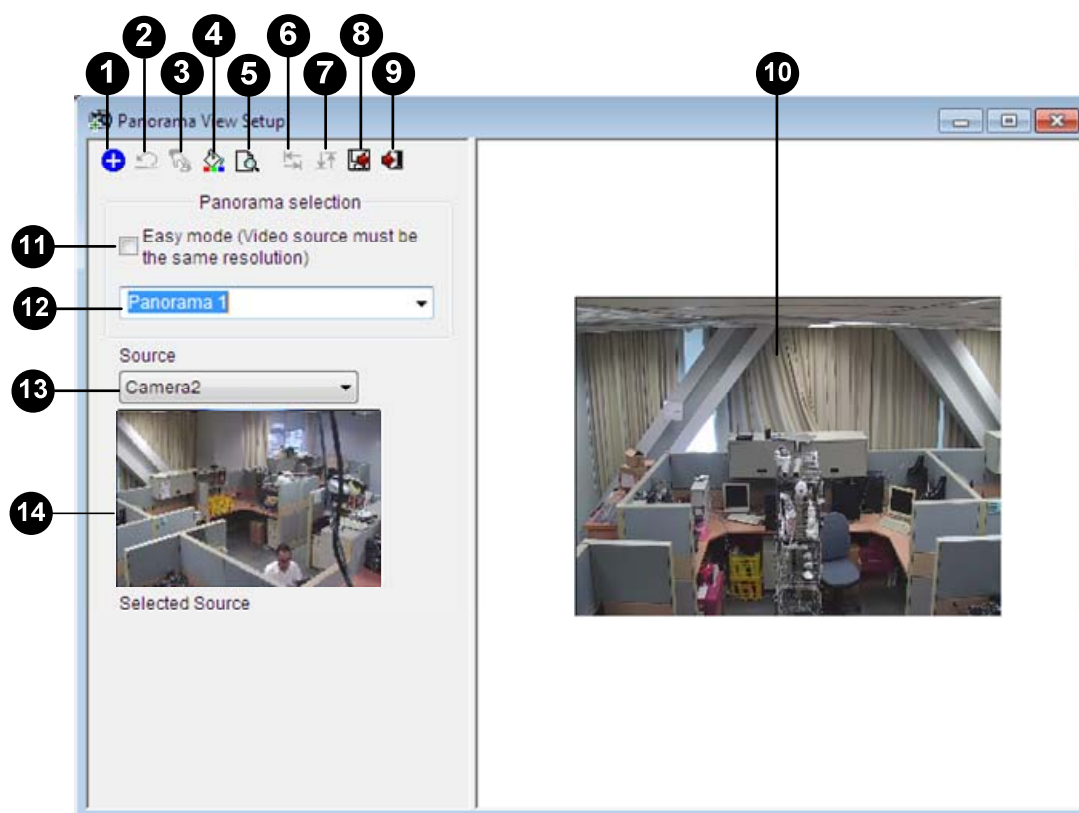 2 4 6 8
1 3 5 7 9 10
Panorama View Setup
Panorama selection
11
Easy mode (Video source must be
the same resolution)
12
Panorama 1
Source
13
Camera2
14
Selected Source